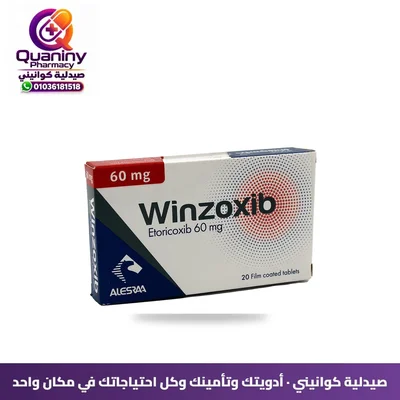 Quaniny
Pharmacy
صيدلية كوانيني
01036181518
60 mg
Winzoxib
Etoricoxib 60 mg
20 Film coated tablets
ALESRAA
Winzoxib
صيدلية كوانيني - أدويتك وتأمينك وكل احتياجاتك في مكان واحد